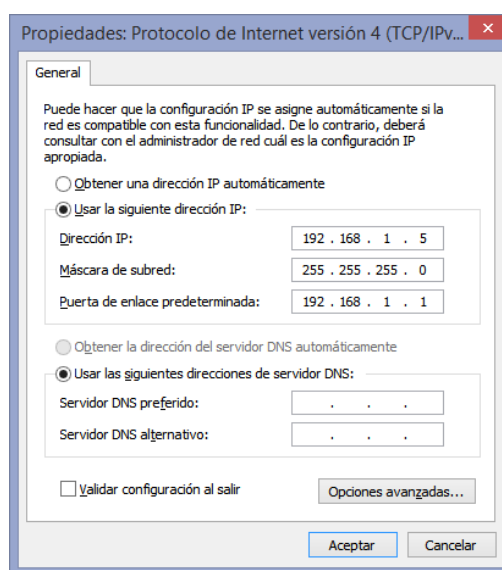 Propiedades: Protocolo de Internet versión 4 (TCP/IPv...
General
Puede hacer que la configuración IP se asigne automáticamente si la
red es compatible con esta funcionalidad. De lo contrario, deberá
consultar con el administrador de red cuál es la configuración IP
apropiada.
Obtener una dirección IP automáticamente
Usar la siguiente dirección IP:
Dirección IP: 192 . 168 . 1 . 5
Máscara de subred: 255 . 255 . 255 . 0
Puerta de enlace predeterminada: 192 . 168 . 1 . 1
Obtener la dirección del servidor DNS automáticamente
Usar las siguientes direcciones de servidor DNS:
Servidor DNS preferido: . . .
Servidor DNS alternativo: . . .
Validar configuración al salir
Opciones avanzadas...
Aceptar Cancelar